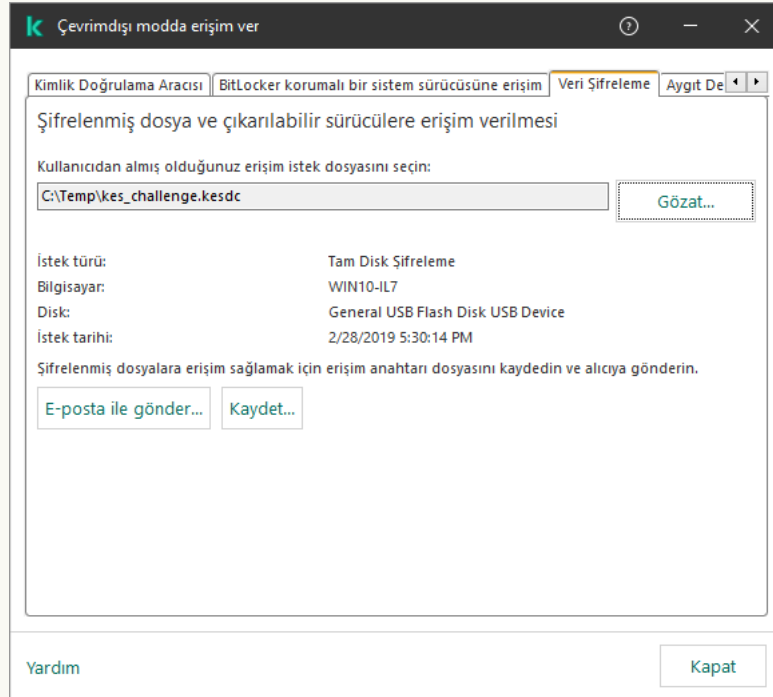 Çevrimdışı modda erişim ver
Kimlik Doğrulama Aracısı BitLocker korumalı bir sistem sürücüsüne erişim Veri Şifreleme Aygıt De
Şifrelenmiş dosya ve çıkarılabilir sürücülere erişim verilmesi
Kullanıcıdan almış olduğunuz erişim istek dosyasını seçin:
C:\Temp\kes_challenge.kesdc Gözat...
İstek türü: Tam Disk Şifreleme
Bilgisayar: WIN10-IL7
Disk: General USB Flash Disk USB Device
İstek tarihi: 2/28/2019 5:30:14 PM
Şifrelenmiş dosyalara erişim sağlamak için erişim anahtarı dosyasını kaydedin ve alıcıya gönderin.
E-posta ile gönder... Kaydet...
Yardım Kapat